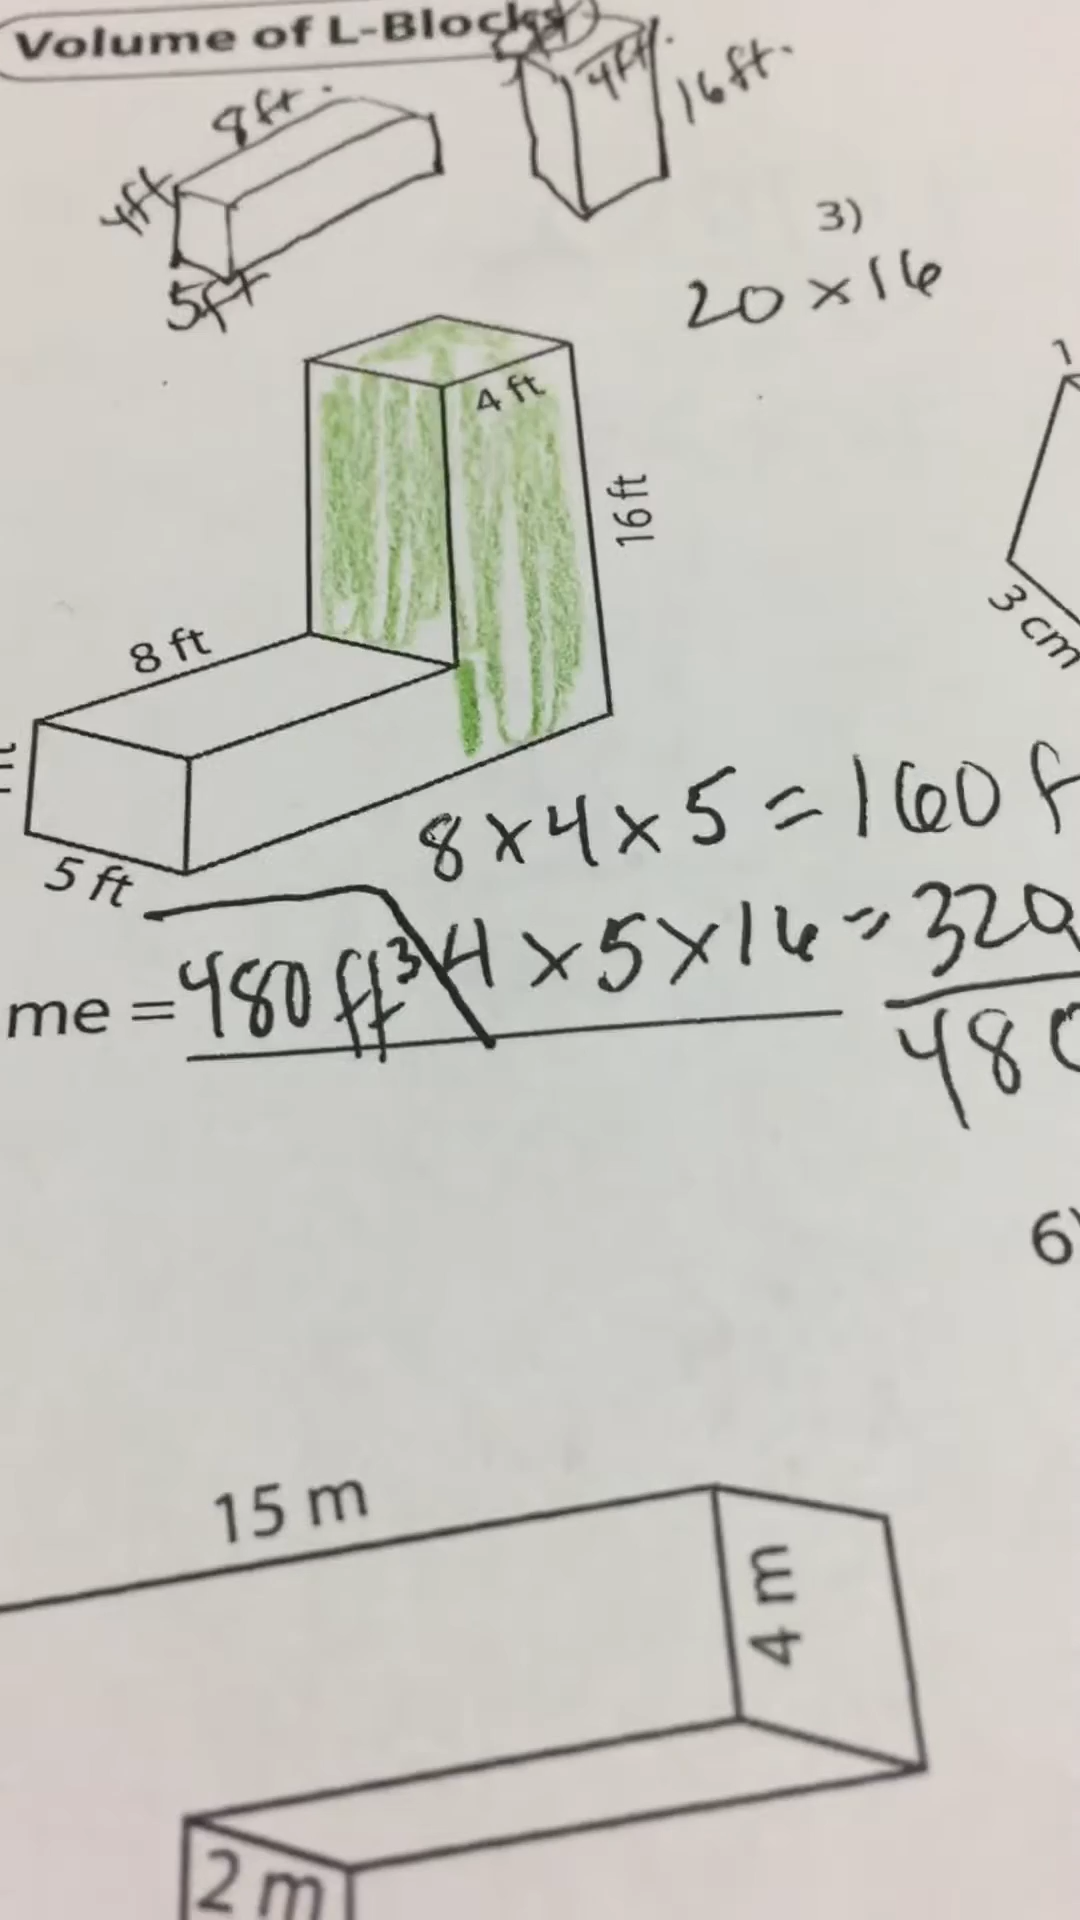 Volume of L-Blocks
8ft.
4ft.
16ft.
4ft
5ft
3)
20 x 16
4 ft
16 ft
8 ft
3 cm
5 ft
8 x 4 x 5 = 160 f
4 x 5 x 16 = 320
me = 480 ft³
480
6)
15 m
4 m
2 m